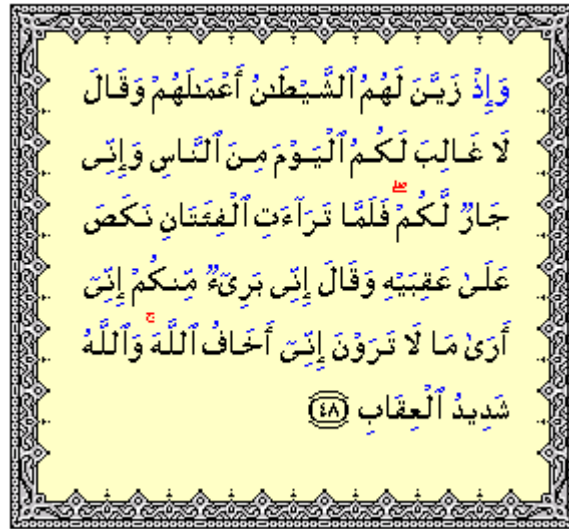 وَإِذْ زَيَّنَ لَهُمُ ٱلشَّيْطَـٰنُ أَعْمَـٰلَهُمْ وَقَالَ
لَا غَالِبَ لَكُمُ ٱلْيَوْمَ مِنَ ٱلنَّاسِ وَإِنِّى
جَارٌ لَّكُمْ ۖ فَلَمَّا تَرَآءَتِ ٱلْفِئَتَانِ نَكَصَ
عَلَىٰ عَقِبَيْهِ وَقَالَ إِنِّى بَرِىٓءٌ مِّنكُمْ إِنِّىٓ
أَرَىٰ مَا لَا تَرَوْنَ إِنِّىٓ أَخَافُ ٱللَّهَ ۚ وَٱللَّهُ
شَدِيدُ ٱلْعِقَابِ ﴿٤٨﴾